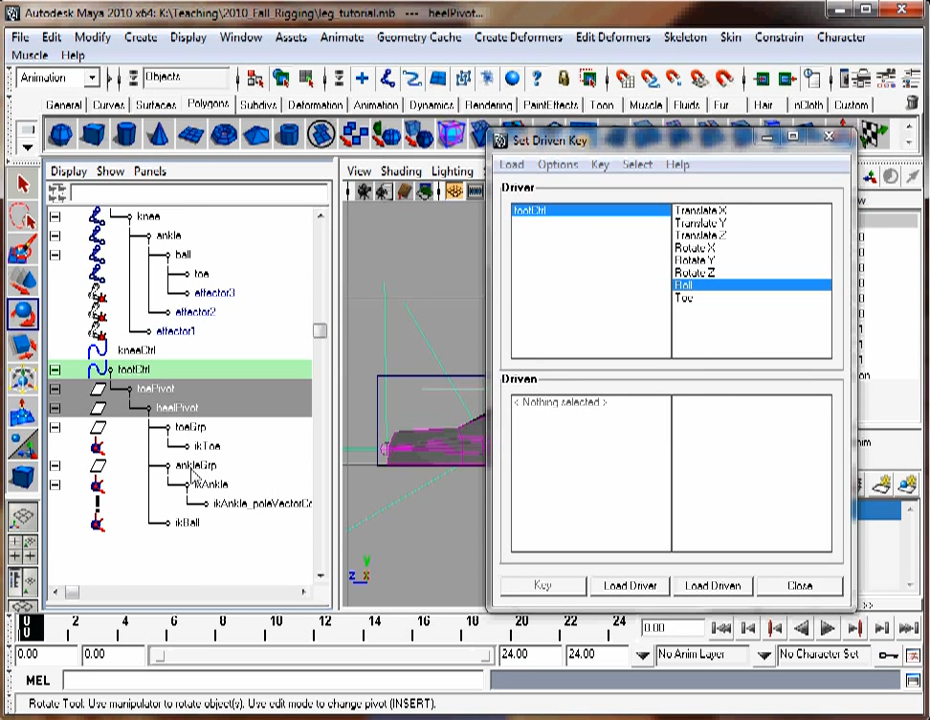 Autodesk Maya 2010 x64: K:\Teaching\2010_Fall_Rigging\leg_tutorial.mb --- heelPivot...
File Edit Modify Create Display Window Assets Animate Geometry Cache Create Deformers Edit Deformers Skeleton Skin Constrain Character
Muscle Help
Animation Objects
General Curves Surfaces Polygons Subdivs Deformation Animation Dynamics Rendering PaintEffects Toon Muscle Fluids Fur Hair nCloth Custom
Set Driven Key
Load Options Key Select Help
Display Show Panels
View Shading Lighting
Driver
footCtrl
Translate X
Translate Y
Translate Z
Rotate X
Rotate Y
Rotate Z
Ball
Toe
knee
ankle
ball
toe
effector3
effector2
effector1
kneeCtrl
footCtrl
toePivot
heelPivot
toeGrp
ikToe
ankleGrp
ikAnkle
ikAnkle_poleVectorCo
ikBall
Driven
< Nothing selected >
Key Load Driver Load Driven Close
y
z x
>>
0 2 4 6 8 10 12 14 16 18 20 22 24 0.00
0
0.00 0.00 24.00 24.00 No Anim Layer No Character Set
MEL
Rotate Tool. Use manipulator to rotate object(s). Use edit mode to change pivot (INSERT).